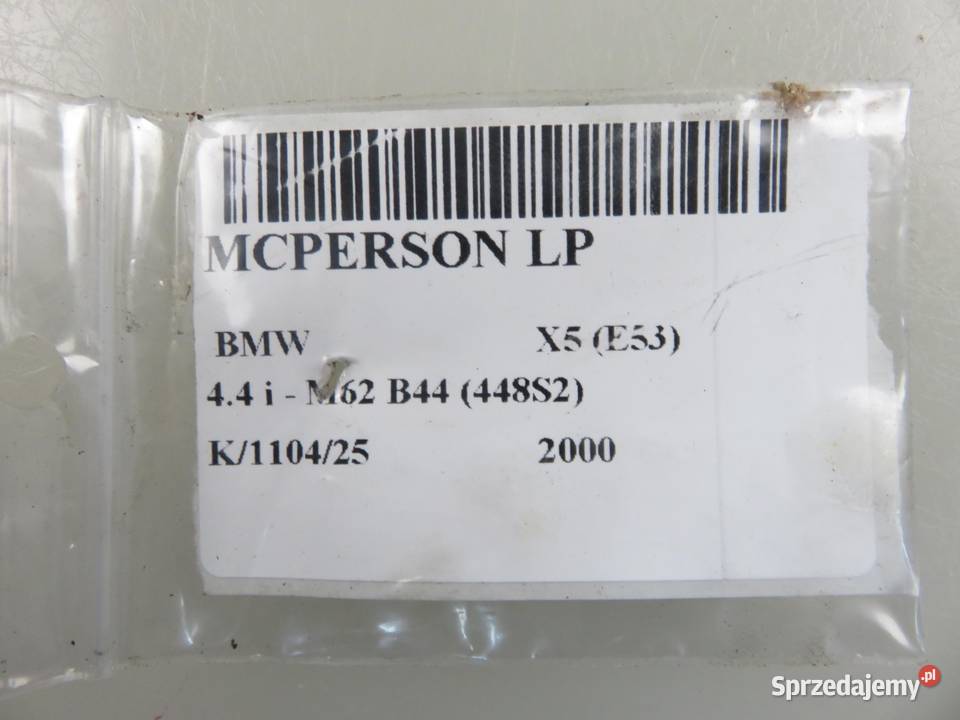 MCPERSON LP
BMW X5 (E53)
4.4 i - M62 B44 (448S2)
K/1104/25 2000
Sprzedajemy.pl